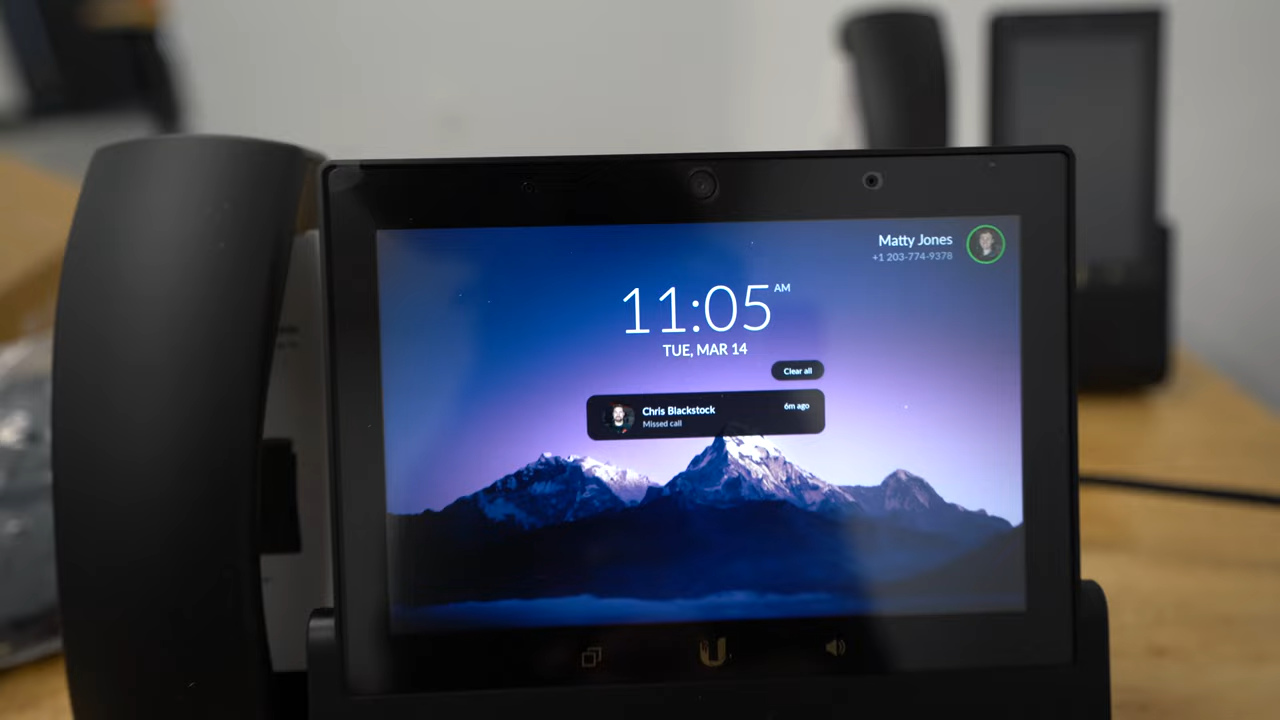 Matty Jones
+1 203-774-9378
11:05 AM
TUE, MAR 14
Clear all
Chris Blackstock
6m ago
Missed call